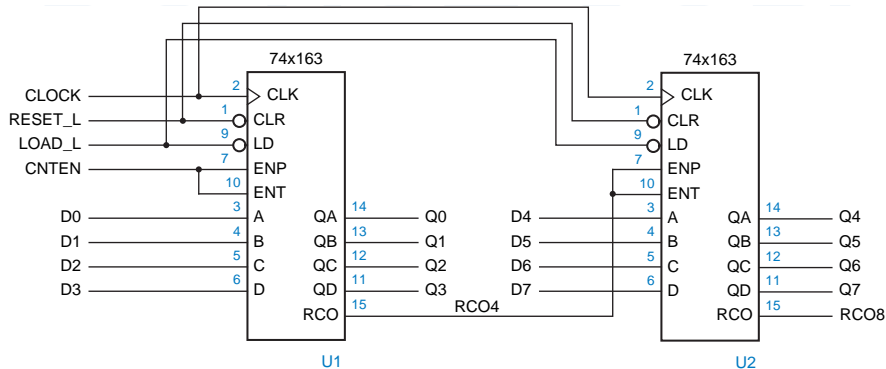 74x163
74x163
CLOCK 2 CLK 2 CLK
RESET_L 1 CLR 1 CLR
LOAD_L 9 LD 9 LD
CNTEN 7 ENP 7 ENP
10 ENT 10 ENT
D0 3 A QA 14 Q0 D4 3 A QA 14 Q4
D1 4 B QB 13 Q1 D5 4 B QB 13 Q5
D2 5 C QC 12 Q2 D6 5 C QC 12 Q6
D3 6 D QD 11 Q3 D7 6 D QD 11 Q7
RCO 15 RCO4 RCO 15 RCO8
U1 U2